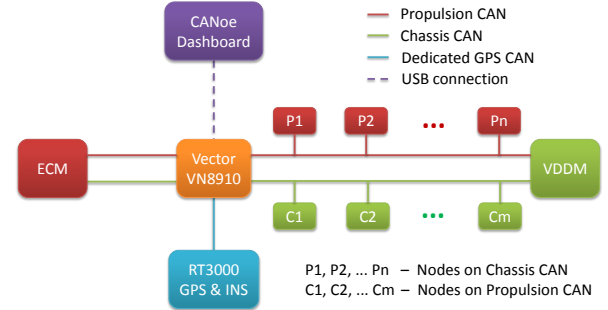 CANoe
Dashboard
Propulsion CAN
Chassis CAN
Dedicated GPS CAN
USB connection
P1
P2
...
Pn
ECM
Vector
VN8910
VDDM
C1
C2
...
Cm
RT3000
GPS & INS
P1, P2, ... Pn – Nodes on Chassis CAN
C1, C2, ... Cm – Nodes on Propulsion CAN